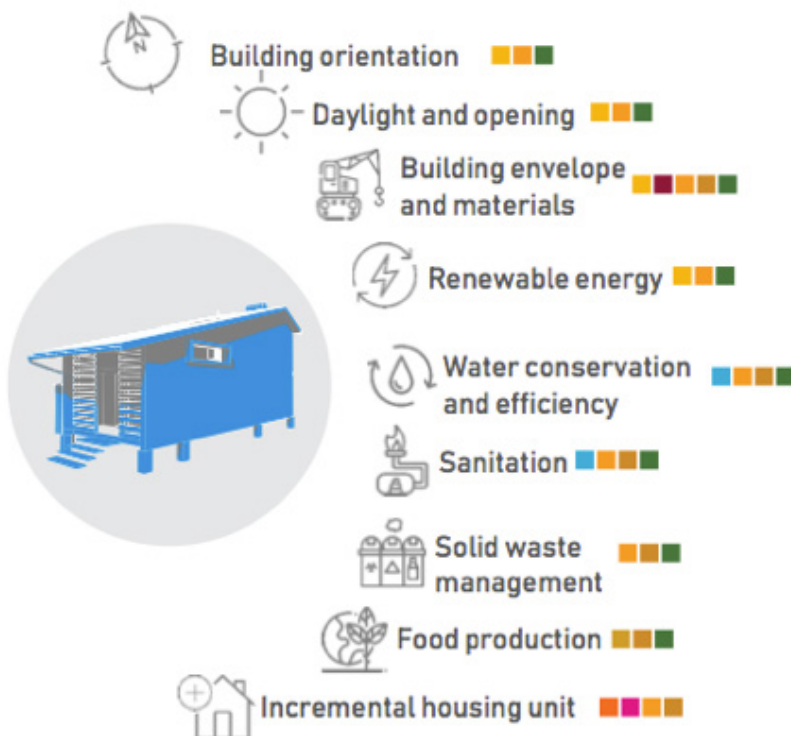 N
Building orientation
Daylight and opening
Building envelope
and materials
Renewable energy
Water conservation
and efficiency
Sanitation
Solid waste
management
Food production
Incremental housing unit